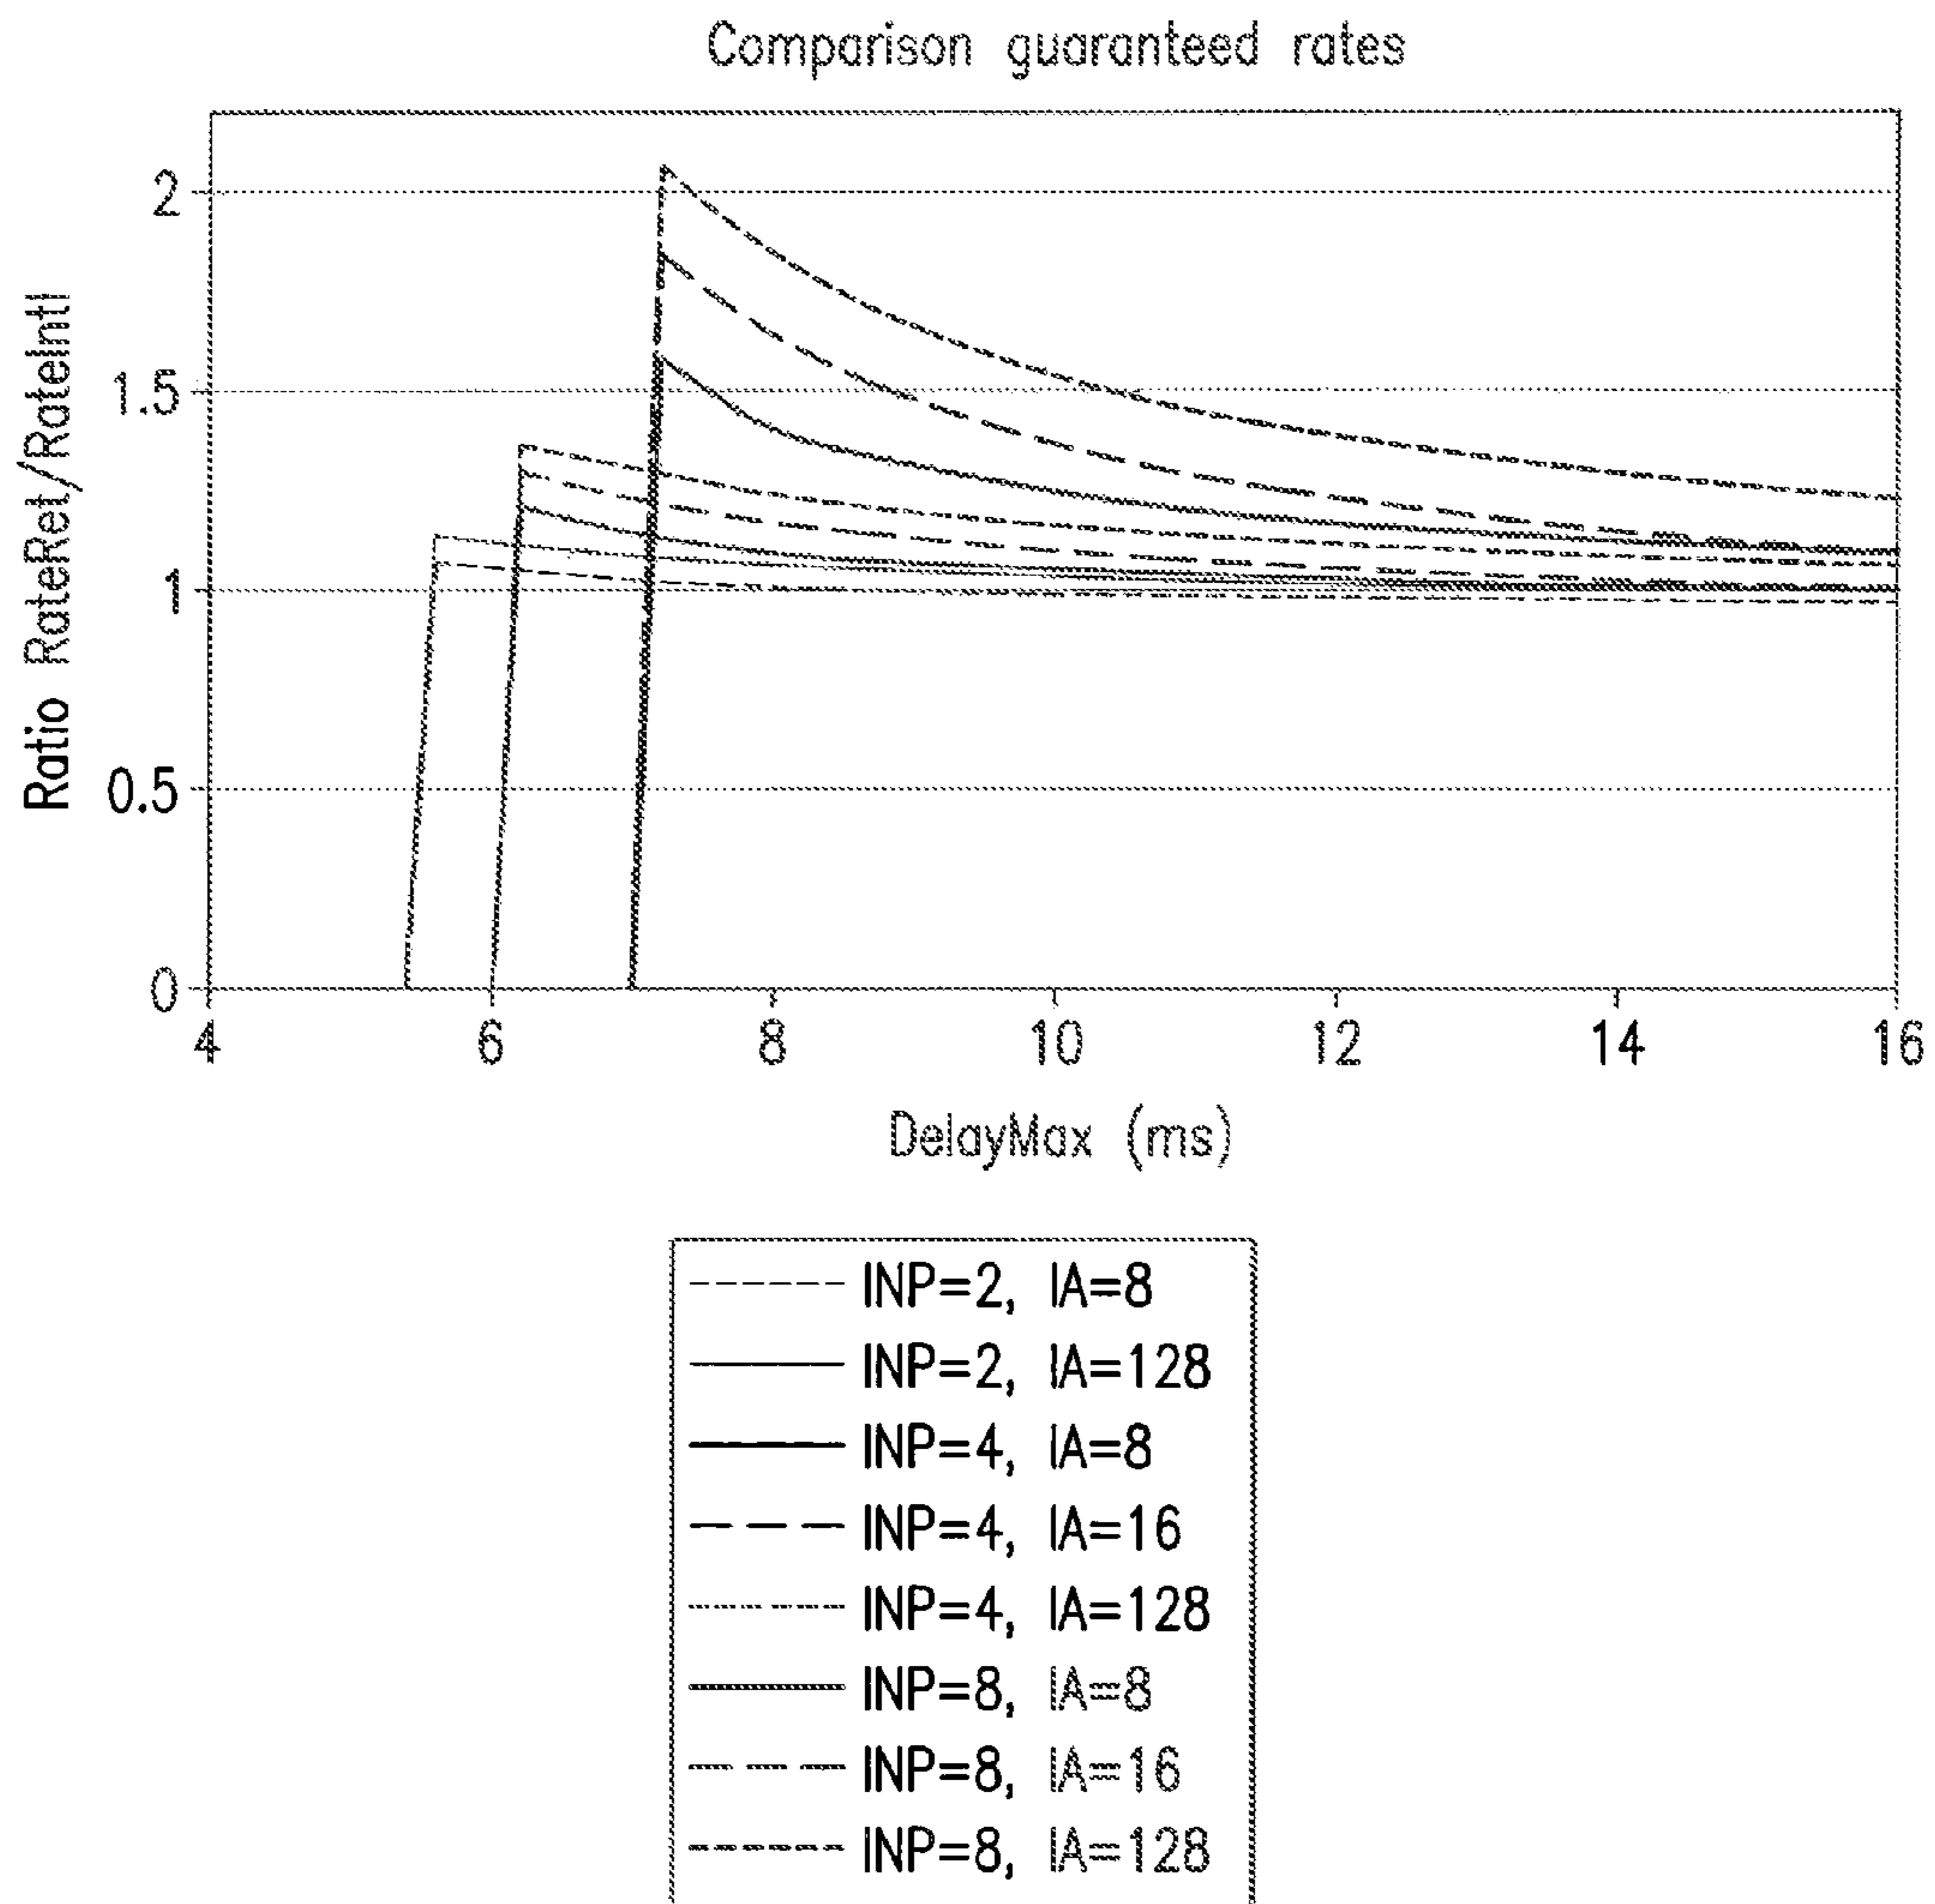 Comparison guaranteed rates
Ratio RateRet/RateIntl
2
1.5
1
0.5
0
4 6 8 10 12 14 16
DelayMax (ms)
INP=2, IA=8
INP=2, IA=128
INP=4, IA=8
INP=4, IA=16
INP=4, IA=128
INP=8, IA=8
INP=8, IA=16
INP=8, IA=128